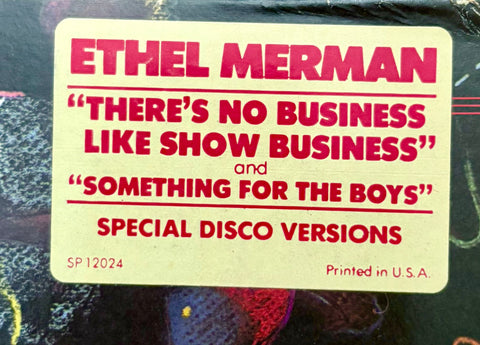 ETHEL MERMAN
"THERE'S NO BUSINESS
LIKE SHOW BUSINESS"
and
"SOMETHING FOR THE BOYS"
SPECIAL DISCO VERSIONS
SP 12024
Printed in U.S.A.